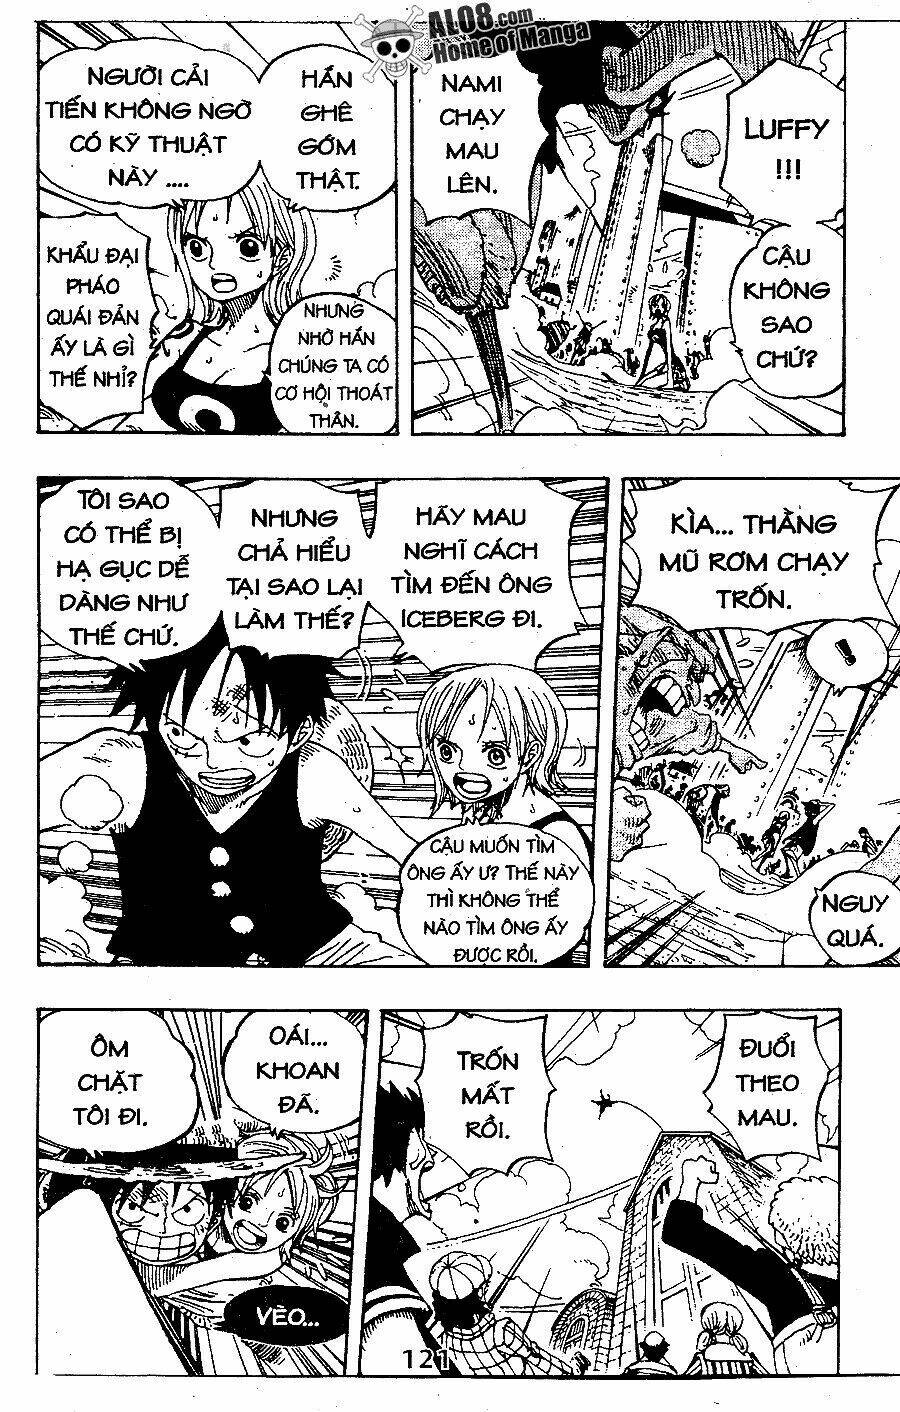 AL08.com
Home of Manga
LUFFY
!!!
CẬU
KHÔNG
SAO
CHỨ?
NAMI
CHẠY
MAU
LÊN.
HẮN
GHÊ
GỚM
THẬT.
NGƯỜI CẢI
TIẾN KHÔNG NGỜ
CÓ KỸ THUẬT
NÀY ....
NHƯNG
NHỜ HẮN
CHÚNG TA CÓ
CƠ HỘI THOÁT
THÂN.
KHẨU ĐẠI
PHÁO
QUÁI ĐẢN
ẤY LÀ GÌ
THẾ NHỈ?
KÌA... THẰNG
MŨ RƠM CHẠY
TRỐN.
!!
NGUY
QUÁ.
HÃY MAU
NGHĨ CÁCH
TÌM ĐẾN ÔNG
ICEBERG ĐI.
NHƯNG
CHẢ HIỂU
TẠI SAO LẠI
LÀM THẾ?
TÔI SAO
CÓ THỂ BỊ
HẠ GỤC DỄ
DÀNG NHƯ
THẾ CHỨ.
CẬU MUỐN TÌM
ÔNG ẤY Ư? THẾ NÀY
THÌ KHÔNG THỂ
NÀO TÌM ÔNG ẤY
ĐƯỢC RỒI.
ĐUỔI
THEO
MAU.
TRỐN
MẤT
RỒI.
OÁI...
KHOAN
ĐÃ.
ÔM
CHẶT
TÔI ĐI.
VÈO...
121